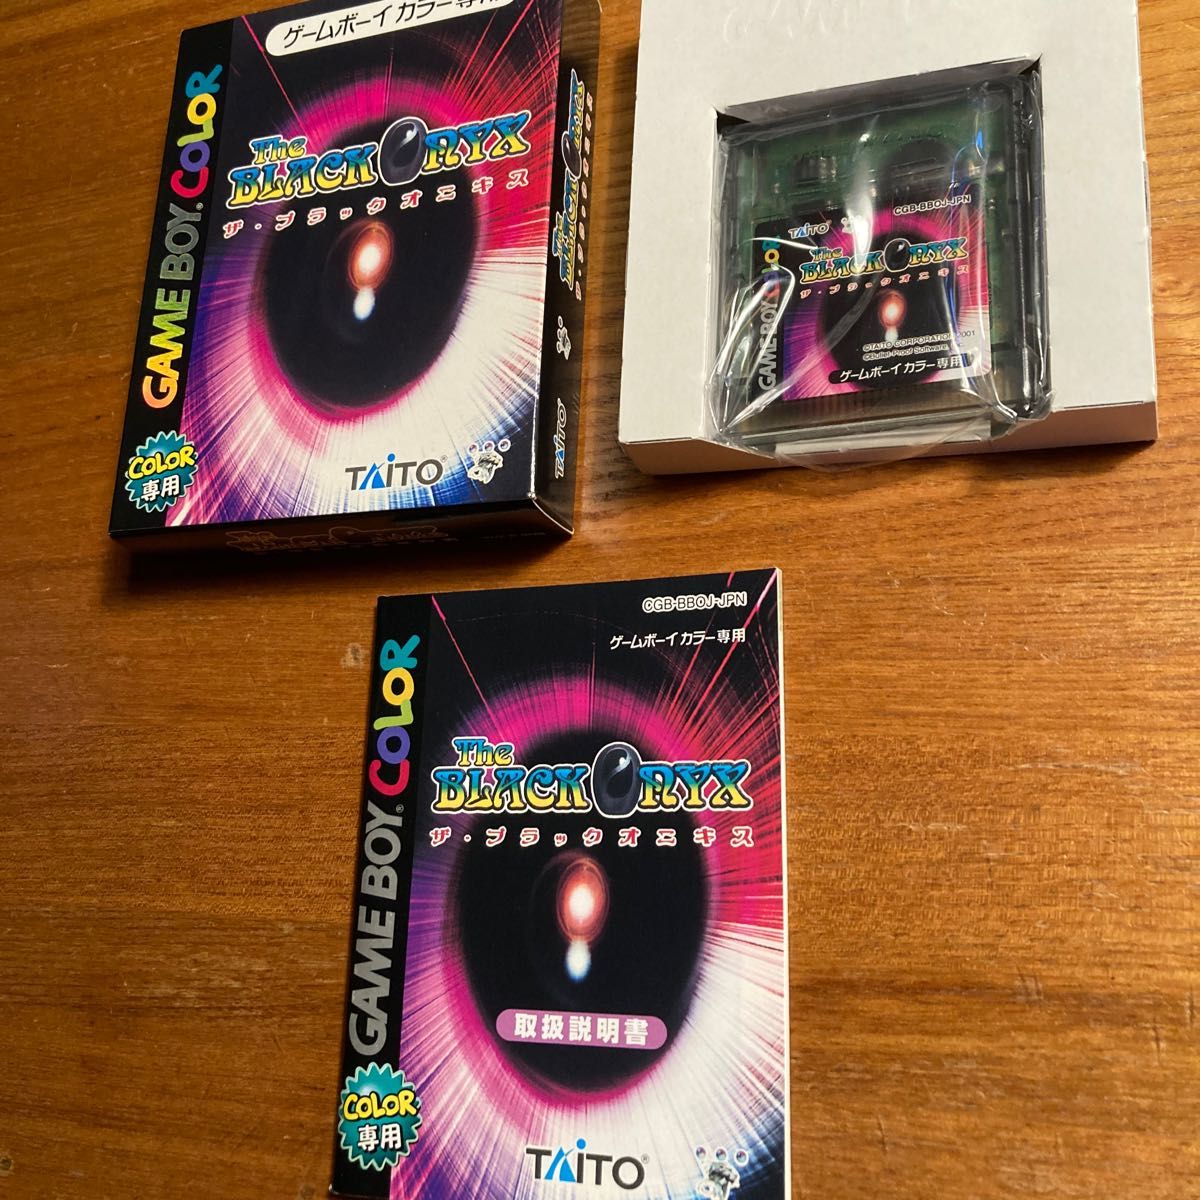 ゲームボーイ カラー専用
GAME BOY COLOR
The
BLACK ONYX
ザ・ブラックオニキス
COLOR
専用
TAITO
The
BLACK ONYX
TAITO
CGB-BBOJ-JPN
TAITO
The
BLACK ONYX
ザ・ブラックオニキス
GAME BOY COLOR
©TAITO CORPORATION 2001
©Bullet-Proof Software,
ゲームボーイ カラー専用
CGB-BBOJ-JPN
ゲームボーイ カラー専用
GAME BOY COLOR
The
BLACK ONYX
ザ・ブラックオニキス
取扱説明書
COLOR
専用
TAITO